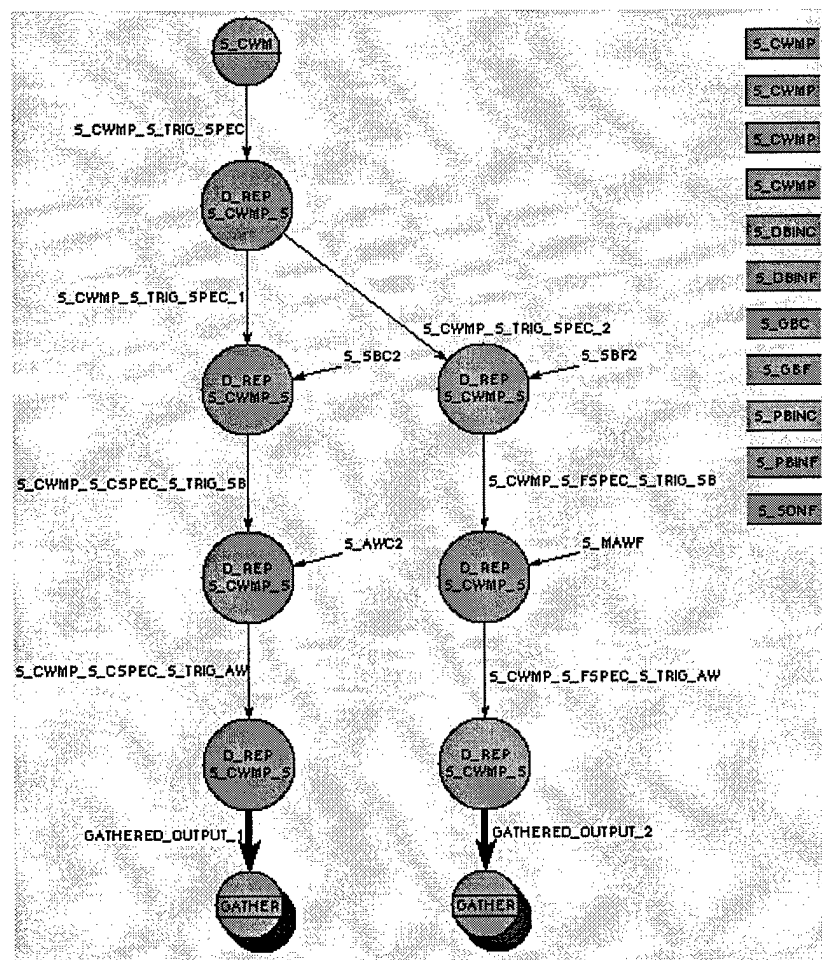 S_CWM
S_CWMP
S_CWMP
S_CWMP_S_TRIG_SPEC
S_CWMP
S_CWMP
D_REP
S_CWMP_S
S_DBINC
S_DBINF
S_CWMP_S_TRIG_SPEC_1
S_GBC
S_CWMP_S_TRIG_SPEC_2
S_SBC2
S_SBF2
S_GBF
D_REP
S_CWMP_S
D_REP
S_CWMP_S
S_PBINC
S_PBINF
S_CWMP_S_CSPEC_S_TRIG_SB
S_CWMP_S_FSPEC_S_TRIG_SB
S_SONF
S_AWC2
S_MAWF
D_REP
S_CWMP_S
D_REP
S_CWMP_S
S_CWMP_S_CSPEC_S_TRIG_AW
S_CWMP_S_FSPEC_S_TRIG_AW
D_REP
S_CWMP_S
D_REP
S_CWMP_S
GATHERED_OUTPUT_1
GATHERED_OUTPUT_2
GATHER
GATHER